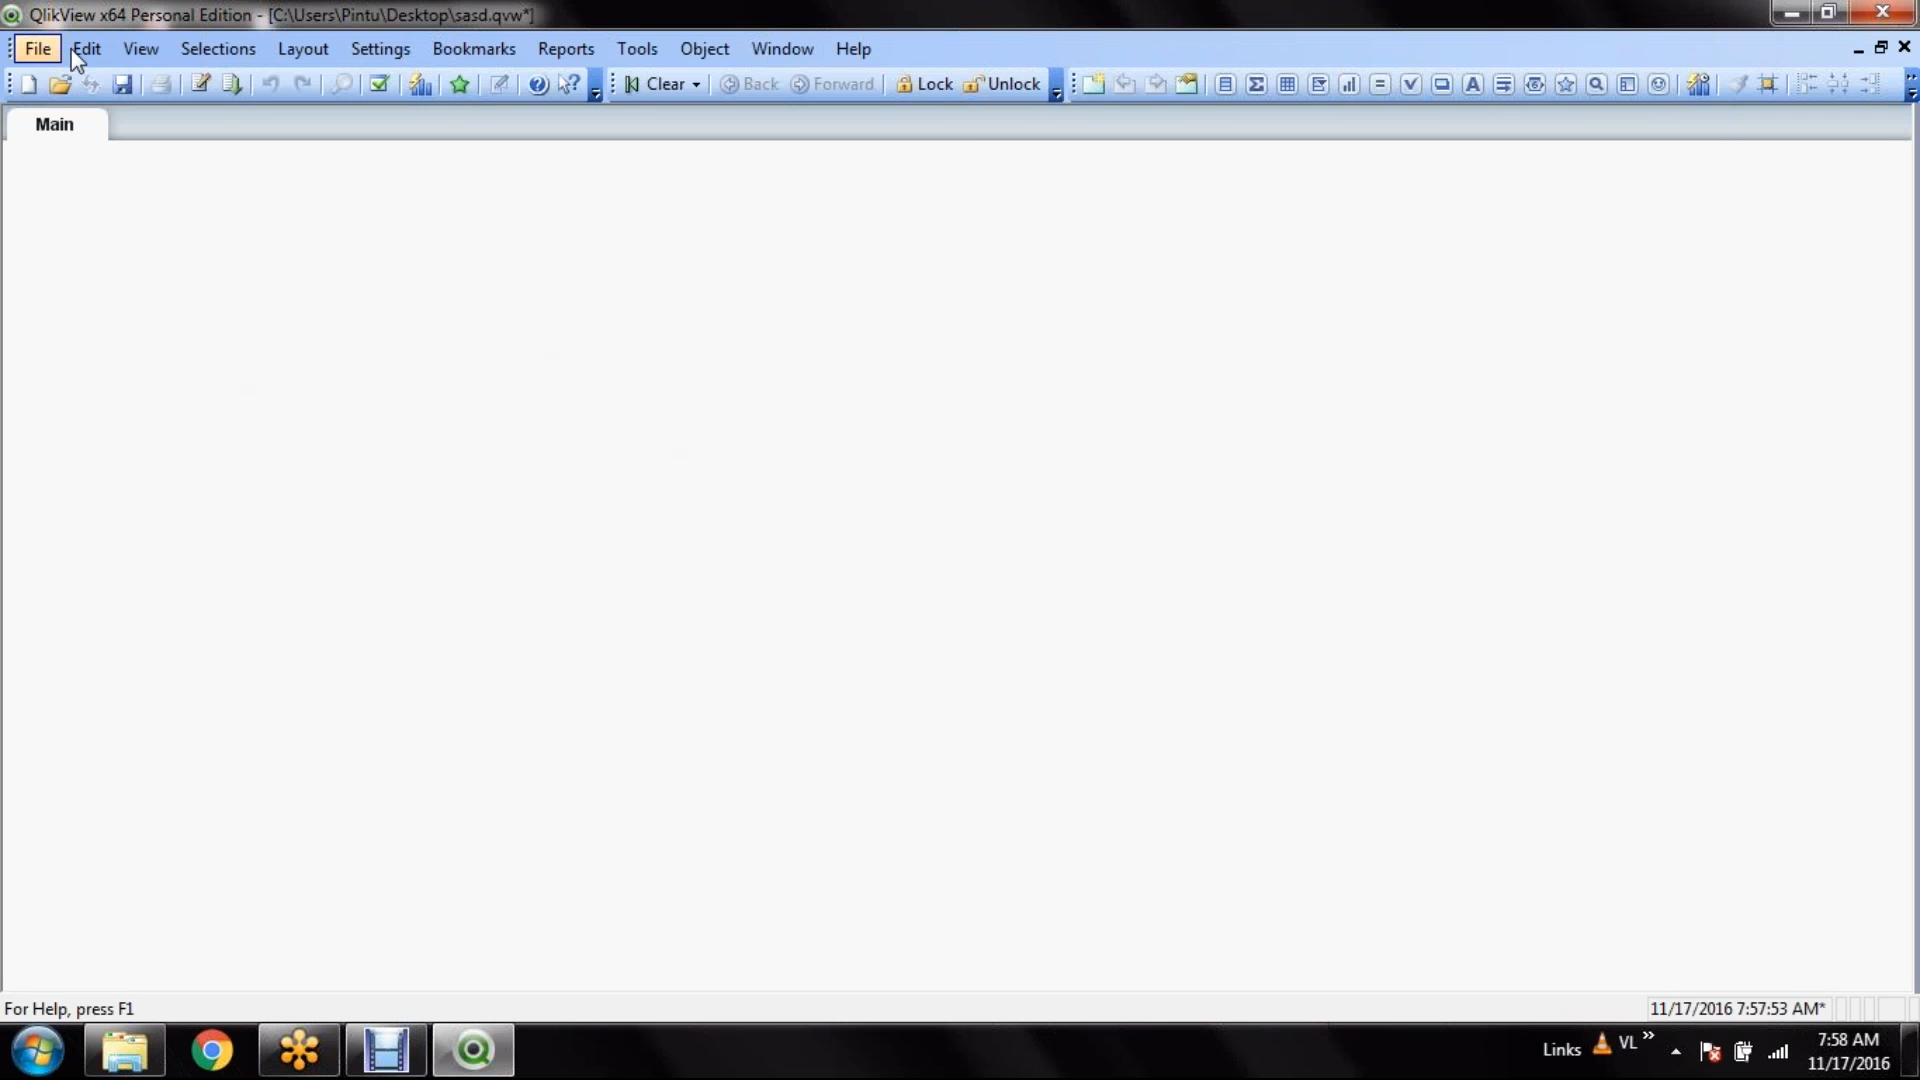 QlikView x64 Personal Edition - [C:\Users\Pintu\Desktop\sasd.qvw*]
File Edit View Selections Layout Settings Bookmarks Reports Tools Object Window Help
Clear Back Forward Lock Unlock
Main
For Help, press F1
11/17/2016 7:57:53 AM*
Links VL
7:58 AM
11/17/2016